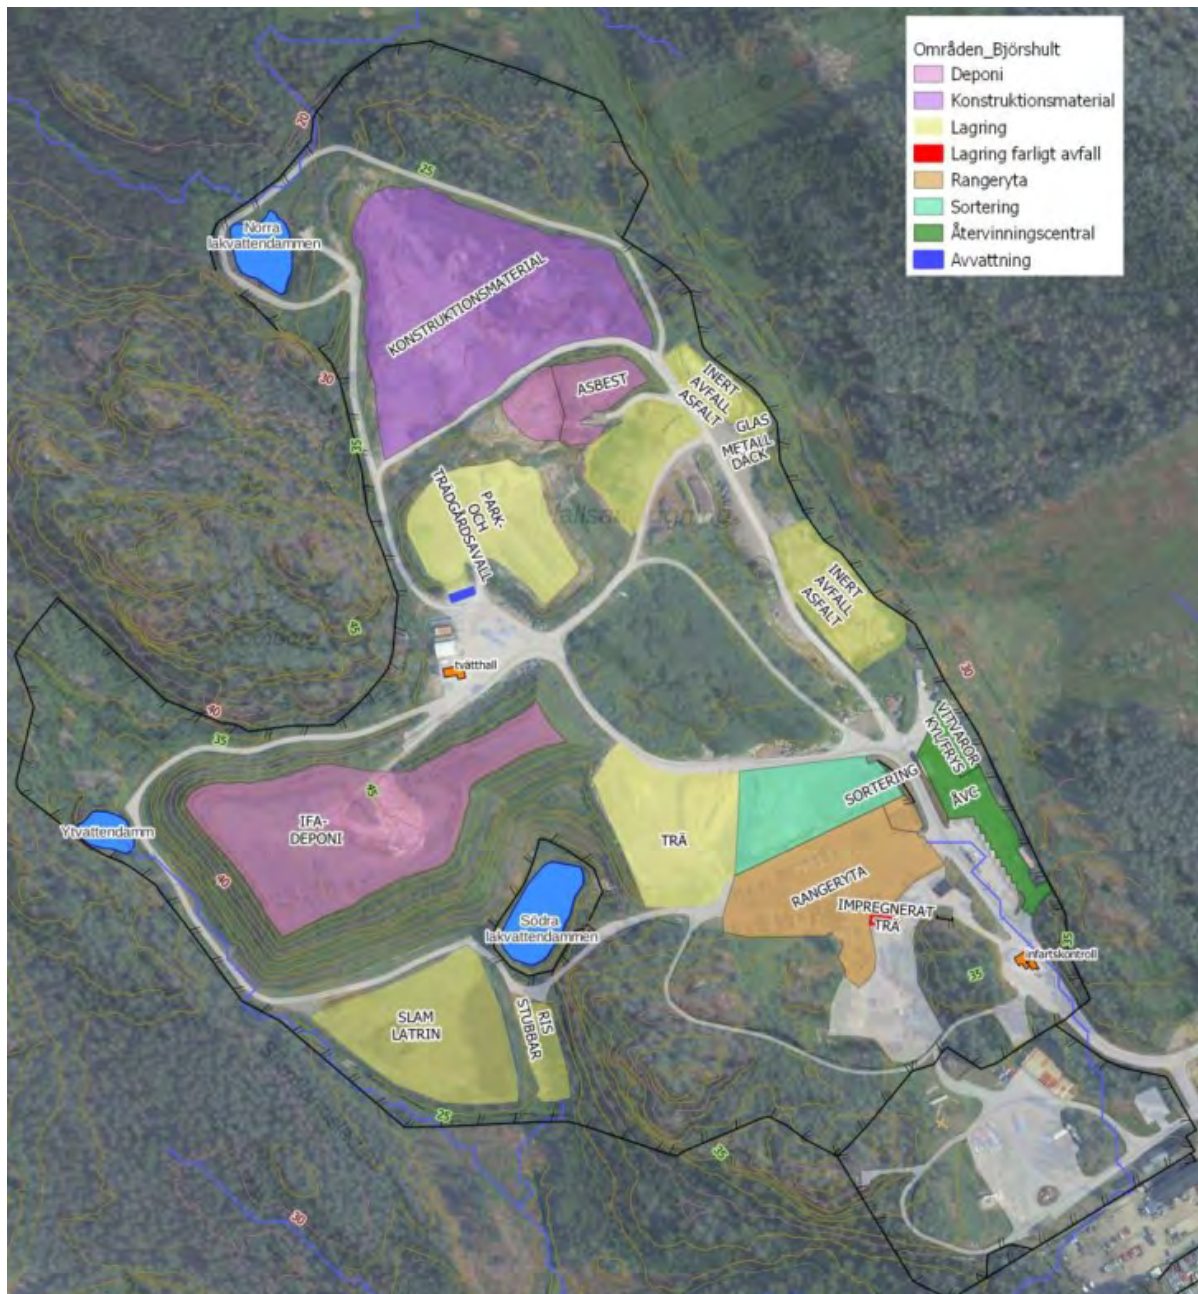 Områden_Björshult
Deponi
Konstruktionsmaterial
Lagring
Lagring farligt avfall
Rangeryta
Sortering
Återvinningscentral
Avvattning
20
25
Norra
lakvattendammen
KONSTRUKTIONSMATERIAL
30
35
ASBEST
INERT
AVFALL
ASFALT
GLAS
METALL
DÄCK
PARK-
OCH
TRÄDGÅRDSAVALL
INERT
AVFALL
ASFALT
45
tvätthall
40
35
30
VITVAROR
KYL/FRYS
ÅVC
SORTERING
45
IFA-
DEPONI
Ytvattendamm
TRÄ
40
RANGERYTA
IMPREGNERAT
TRÄ
Södra
lakvattendammen
35
infartskontroll
35
SLAM
LATRIN
RIS
STUBBAR
25
35
30